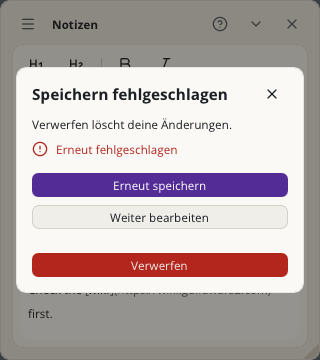 Notizen
H1 H2 B I
Speichern fehlgeschlagen
Verwerfen löscht deine Änderungen.
Erneut fehlgeschlagen
Erneut speichern
Weiter bearbeiten
Verwerfen
first.